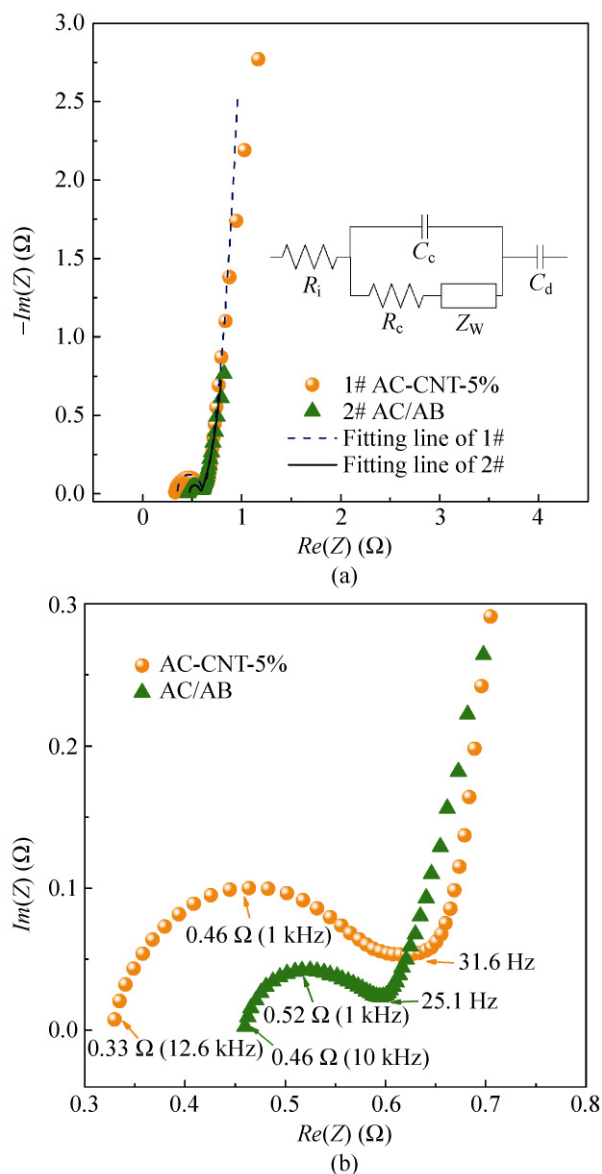 3.0
2.5
2.0
1.5
1.0
0.5
0.0
−Im(Z) (Ω)
R_i
C_c
R_c
Z_W
C_d
1# AC-CNT-5%
2# AC/AB
Fitting line of 1#
Fitting line of 2#
0 1 2 3 4
Re(Z) (Ω)
(a)
0.3
0.2
0.1
0.0
Im(Z) (Ω)
AC-CNT-5%
AC/AB
0.46 Ω (1 kHz)
31.6 Hz
0.52 Ω (1 kHz)
25.1 Hz
0.33 Ω (12.6 kHz)
0.46 Ω (10 kHz)
0.3 0.4 0.5 0.6 0.7 0.8
Re(Z) (Ω)
(b)